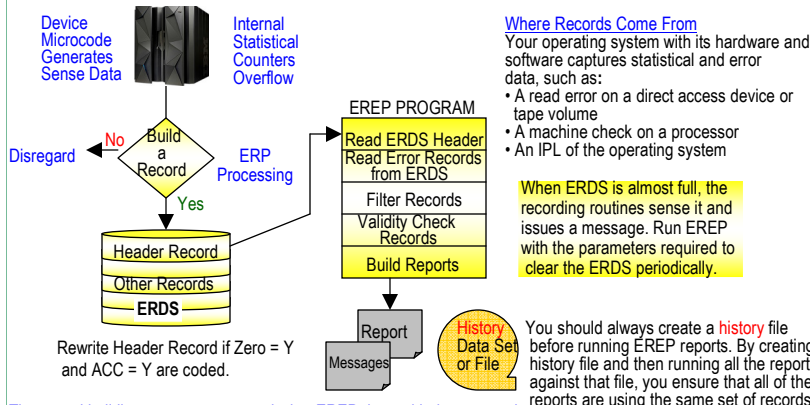 Device
Microcode
Generates
Sense Data
Internal
Statistical
Counters
Overflow
Build
a
Record
No
Disregard
ERP
Processing
Yes
Header Record
Other Records
ERDS
Rewrite Header Record if Zero = Y
and ACC = Y are coded.
EREP PROGRAM
Read ERDS Header
Read Error Records
from ERDS
Filter Records
Validity Check
Records
Build Reports
Report
Messages
Where Records Come From
Your operating system with its hardware and
software captures statistical and error
data, such as:
• A read error on a direct access device or
tape volume
• A machine check on a processor
• An IPL of the operating system
When ERDS is almost full, the
recording routines sense it and
issues a message. Run EREP
with the parameters required to
clear the ERDS periodically.
History
Data Set
or File
You should always create a history file
before running EREP reports. By creating
history file and then running all the report
against that file, you ensure that all of the
reports are using the same set of records